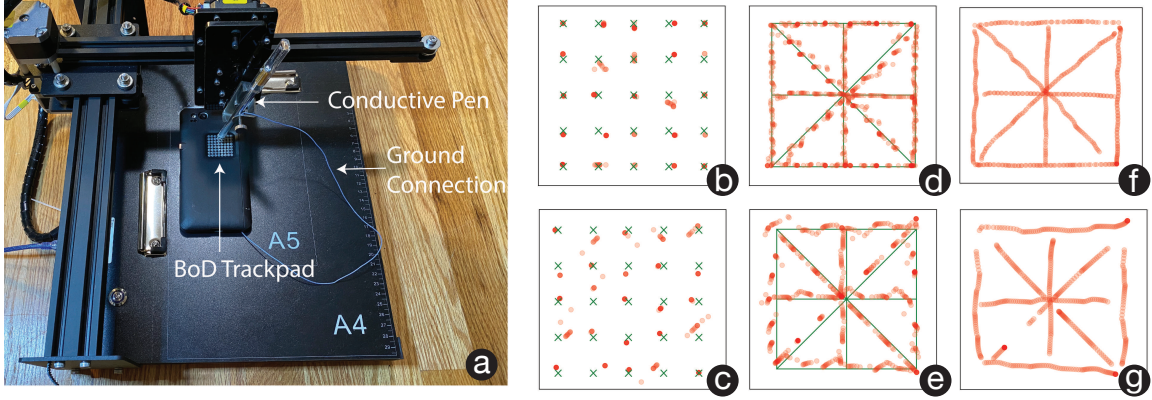 Conductive Pen
Ground
Connection
BoD Trackpad
A5
A4
a
b
d
f
c
e
g